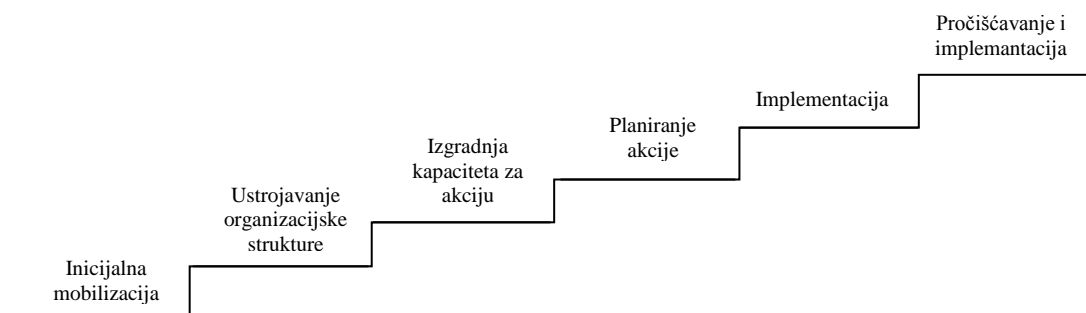 Inicijalna
mobilizacija
Ustrojavanje
organizacijske
strukture
Izgradnja
kapaciteta za
akciju
Planiranje
akcije
Implementacija
Pročišćavanje i
implemantacija